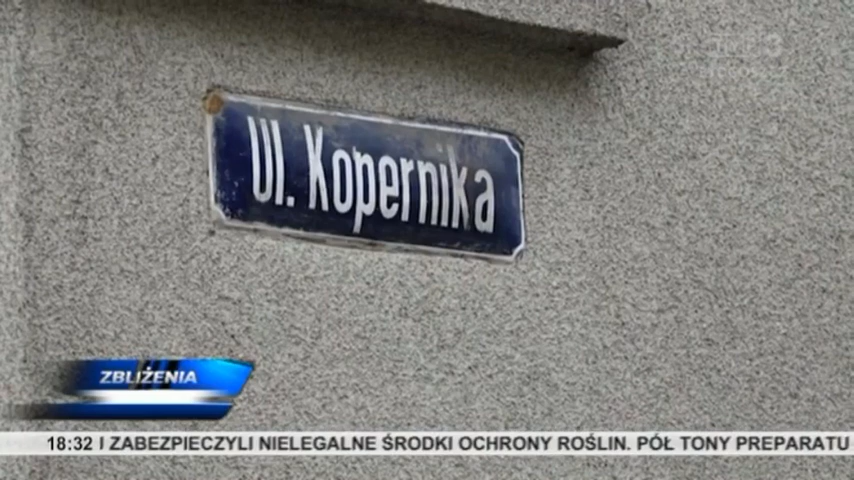 Ul. Kopernika
ZBLIŻENIA
18:32 I ZABEZPIECZYLI NIELEGALNE ŚRODKI OCHRONY ROŚLIN. PÓŁ TONY PREPARATU